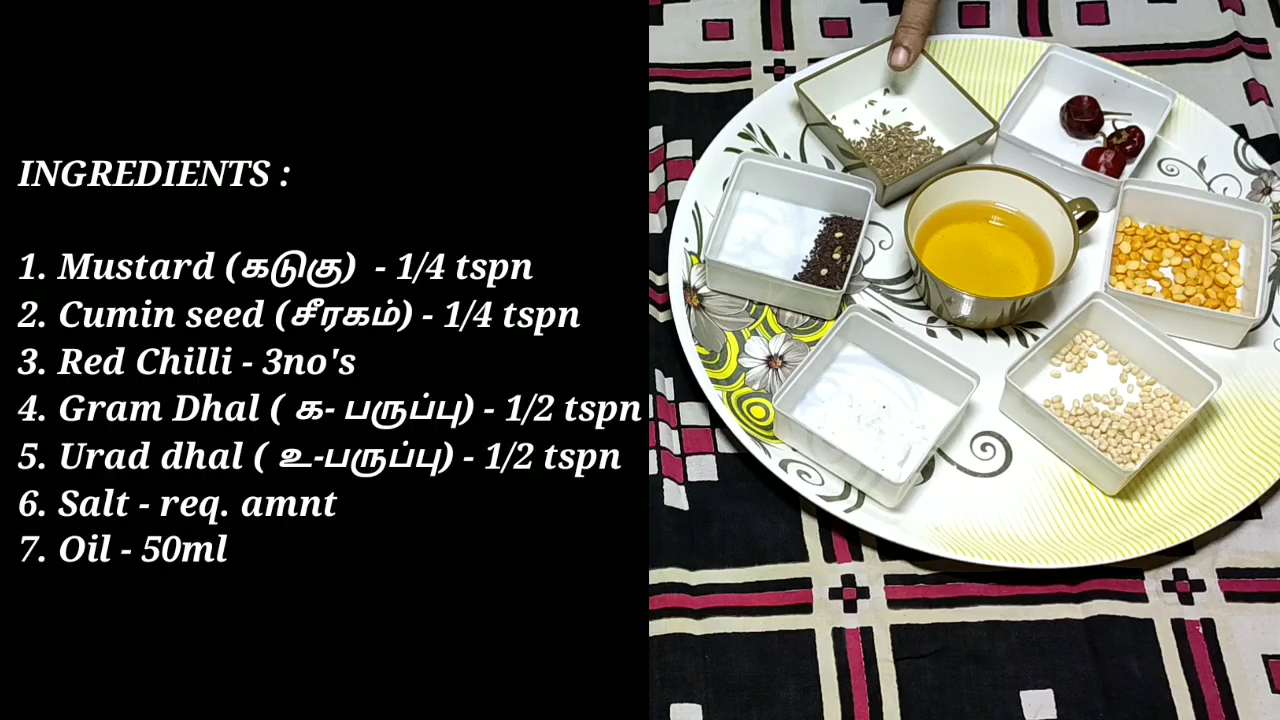 INGREDIENTS :
1. Mustard (கடுகு) - 1/4 tspn
2. Cumin seed (சீரகம்) - 1/4 tspn
3. Red Chilli - 3no's
4. Gram Dhal ( க- பருப்பு) - 1/2 tspn
5. Urad dhal ( உ-பருப்பு) - 1/2 tspn
6. Salt - req. amnt
7. Oil - 50ml